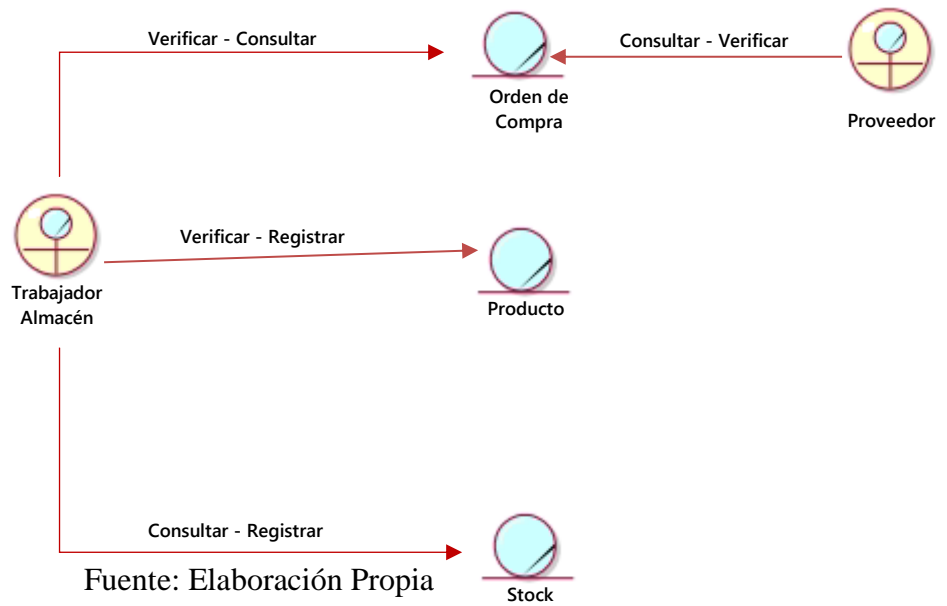 Verificar - Consultar
Consultar - Verificar
Orden de
Compra
Proveedor
Verificar - Registrar
Trabajador
Almacén
Producto
Consultar - Registrar
Fuente: Elaboración Propia
Stock